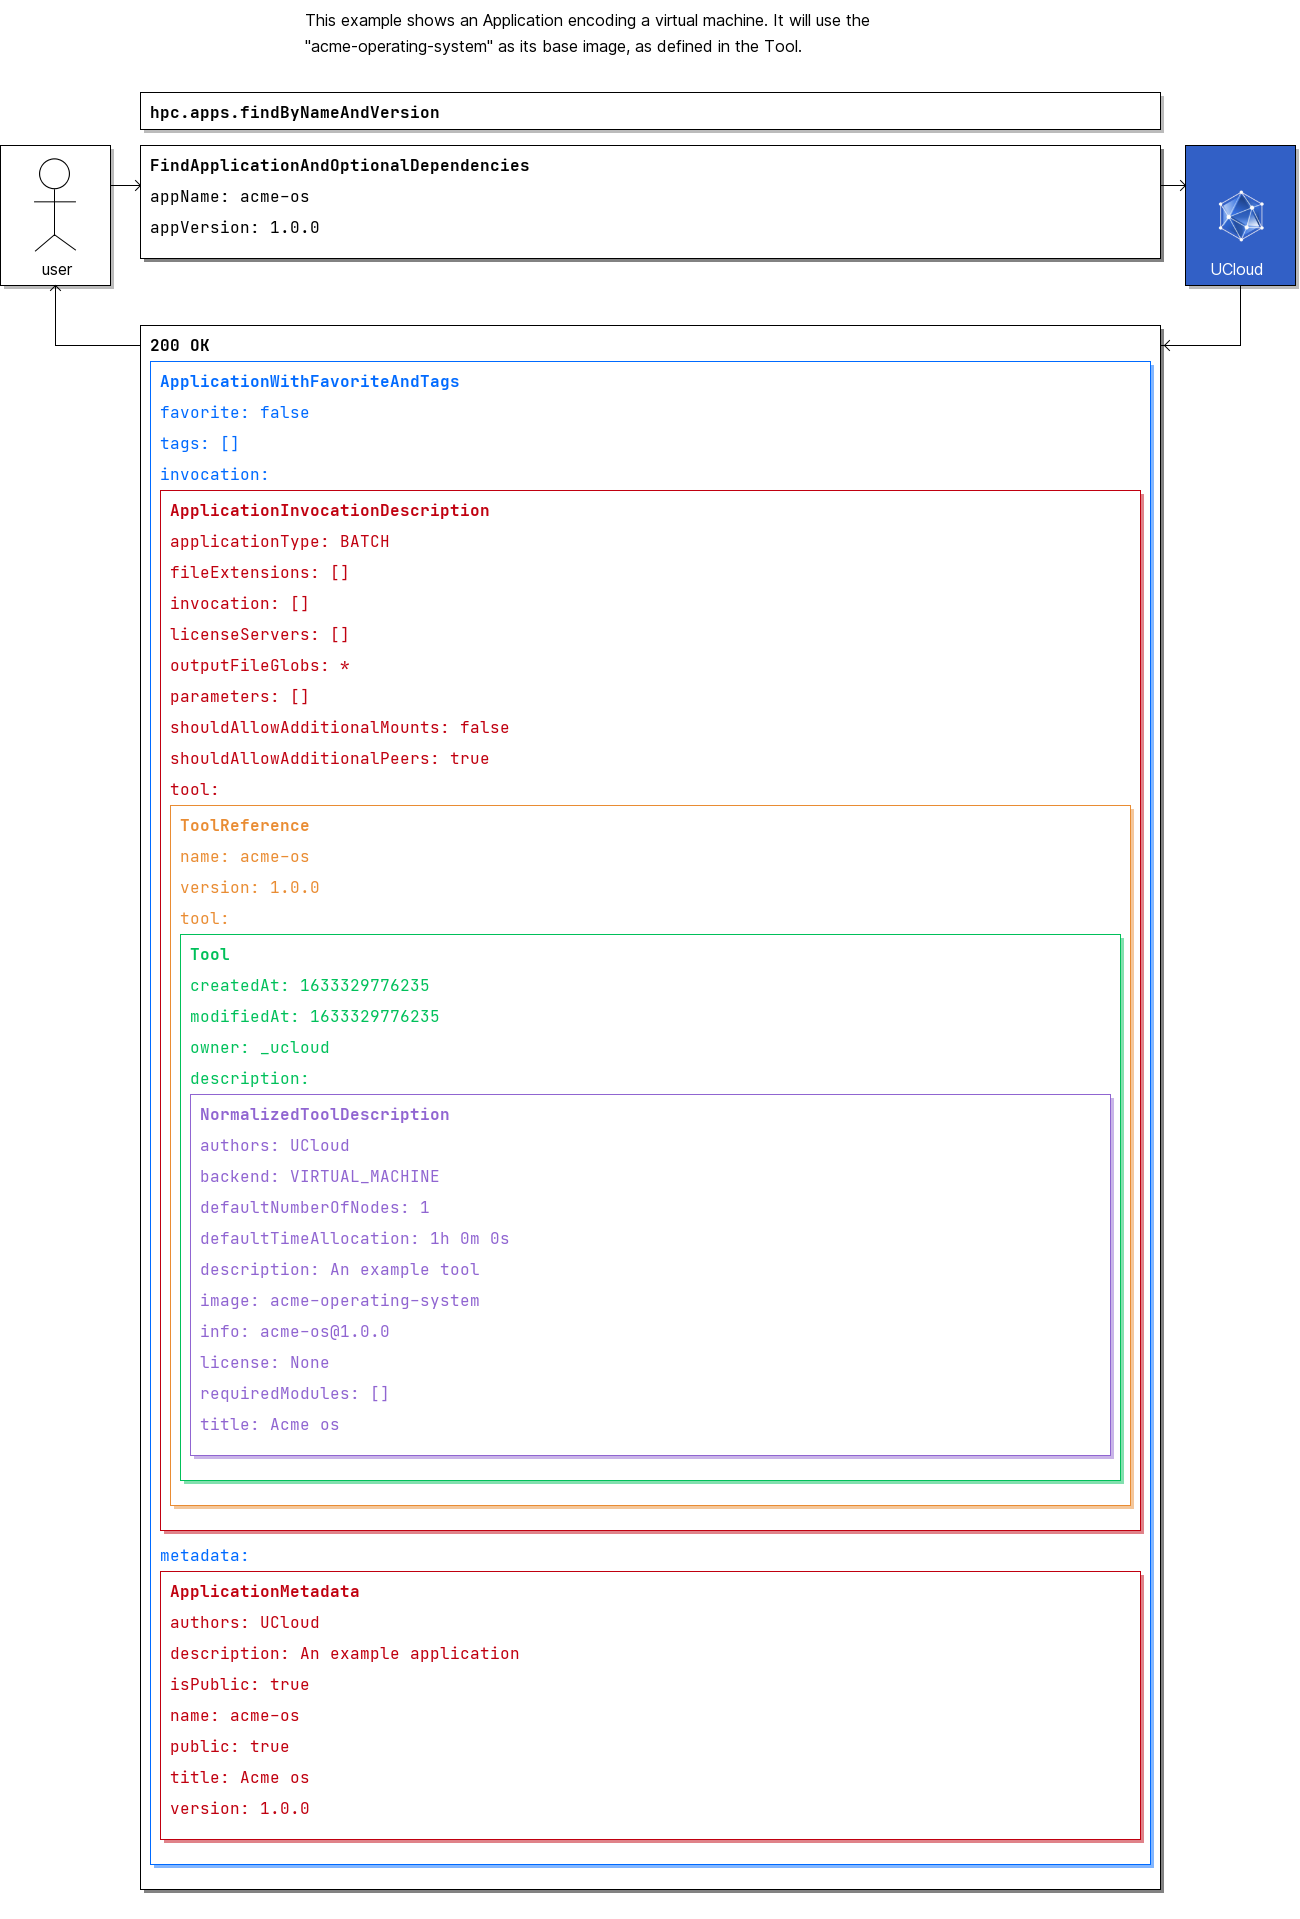 This example shows an Application encoding a virtual machine. It will use the
"acme-operating-system" as its base image, as defined in the Tool.
hpc.apps.findByNameAndVersion
FindApplicationAndOptionalDependencies
appName: acme-os
appVersion: 1.0.0
user
UCloud
200 OK
ApplicationWithFavoriteAndTags
favorite: false
tags: []
invocation:
ApplicationInvocationDescription
applicationType: BATCH
fileExtensions: []
invocation: []
licenseServers: []
outputFileGlobs: *
parameters: []
shouldAllowAdditionalMounts: false
shouldAllowAdditionalPeers: true
tool:
ToolReference
name: acme-os
version: 1.0.0
tool:
Tool
createdAt: 1633329776235
modifiedAt: 1633329776235
owner: _ucloud
description:
NormalizedToolDescription
authors: UCloud
backend: VIRTUAL_MACHINE
defaultNumberOfNodes: 1
defaultTimeAllocation: 1h 0m 0s
description: An example tool
image: acme-operating-system
info: acme-os@1.0.0
license: None
requiredModules: []
title: Acme os
metadata:
ApplicationMetadata
authors: UCloud
description: An example application
isPublic: true
name: acme-os
public: true
title: Acme os
version: 1.0.0